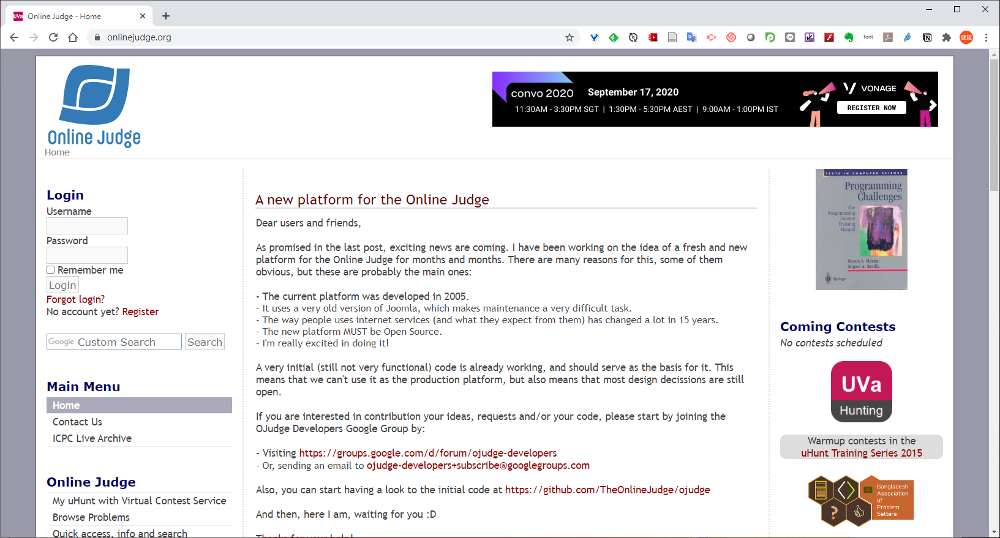 UVa Online Judge - Home
onlinejudge.org
font
健雄
Online Judge
convo 2020 September 17, 2020
11:30AM - 3:30PM SGT | 1:30PM - 5:30PM AEST | 9:00AM - 1:00PM IST
VONAGE
REGISTER NOW
Home
Login
Username
Password
Remember me
Login
Forgot login?
No account yet? Register
Google Custom Search Search
Main Menu
Home
Contact Us
ICPC Live Archive
Online Judge
My uHunt with Virtual Contest Service
Browse Problems
Quick access, info and search
A new platform for the Online Judge
Dear users and friends,
As promised in the last post, exciting news are coming. I have been working on the idea of a fresh and new
platform for the Online Judge for months and months. There are many reasons for this, some of them
obvious, but these are probably the main ones:
- The current platform was developed in 2005.
- It uses a very old version of Joomla, which makes maintenance a very difficult task.
- The way people uses internet services (and what they expect from them) has changed a lot in 15 years.
- The new platform MUST be Open Source.
- I'm really excited in doing it!
A very initial (still not very functional) code is already working, and should serve as the basis for it. This
means that we can't use it as the production platform, but also means that most design decissions are still
open.
If you are interested in contribution your ideas, requests and/or your code, please start by joining the
OJudge Developers Google Group by:
- Visiting https://groups.google.com/d/forum/ojudge-developers
- Or, sending an email to ojudge-developers+subscribe@googlegroups.com
Also, you can start having a look to the initial code at https://github.com/TheOnlineJudge/ojudge
And then, here I am, waiting for you :D
Thanks for your help!
TEXTS IN COMPUTER SCIENCE
Programming
Challenges
The
Programming
Contest
Training
Manual
Steven S. Skiena
Miguel A. Revilla
Springer
Coming Contests
No contests scheduled
UVa
Hunting
Warmup contests in the
uHunt Training Series 2015
Bangladesh
Association
of
Problem
Setters